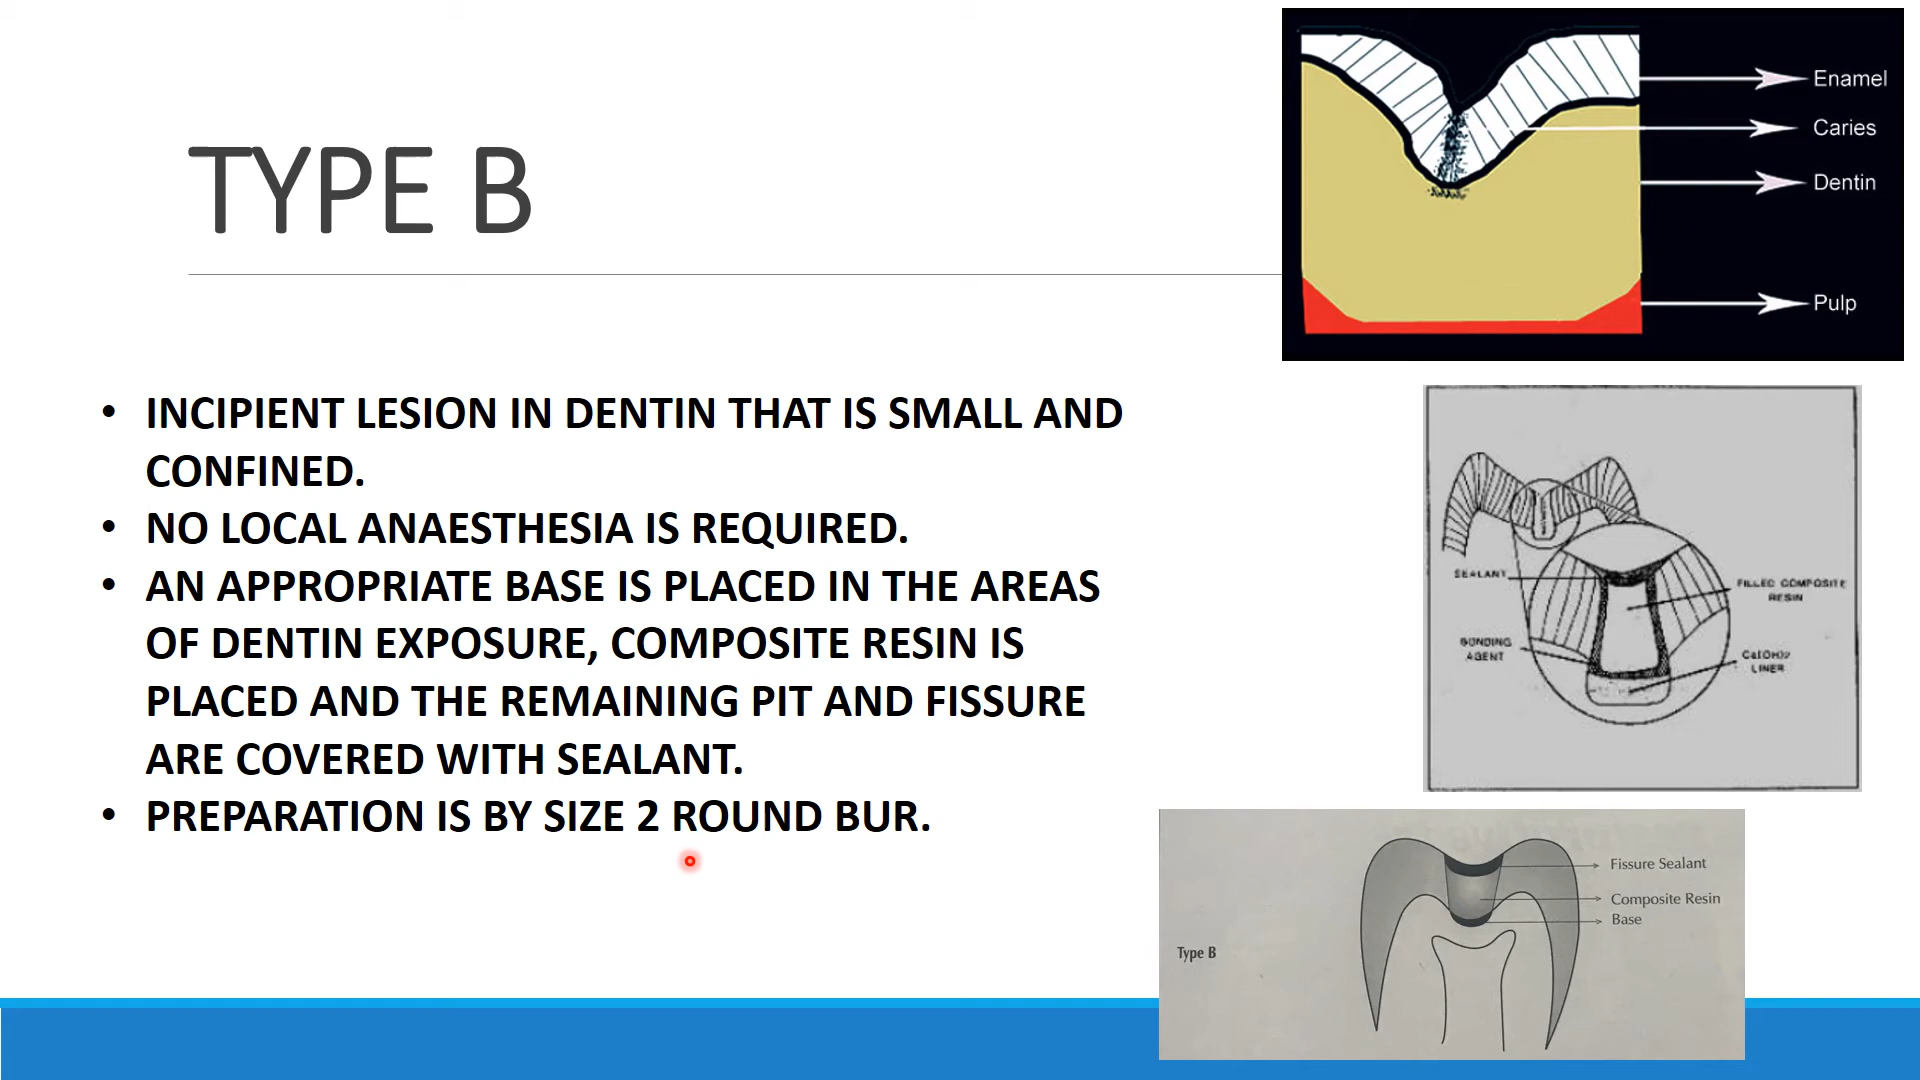 TYPE B
Enamel
Caries
Dentin
Pulp
• INCIPIENT LESION IN DENTIN THAT IS SMALL AND
CONFINED.
• NO LOCAL ANAESTHESIA IS REQUIRED.
• AN APPROPRIATE BASE IS PLACED IN THE AREAS
OF DENTIN EXPOSURE, COMPOSITE RESIN IS
PLACED AND THE REMAINING PIT AND FISSURE
ARE COVERED WITH SEALANT.
• PREPARATION IS BY SIZE 2 ROUND BUR.
SEALANT
FILLED COMPOSITE
RESIN
BONDING
AGENT
Ca(OH)2
LINER
Fissure Sealant
Composite Resin
Base
Type B